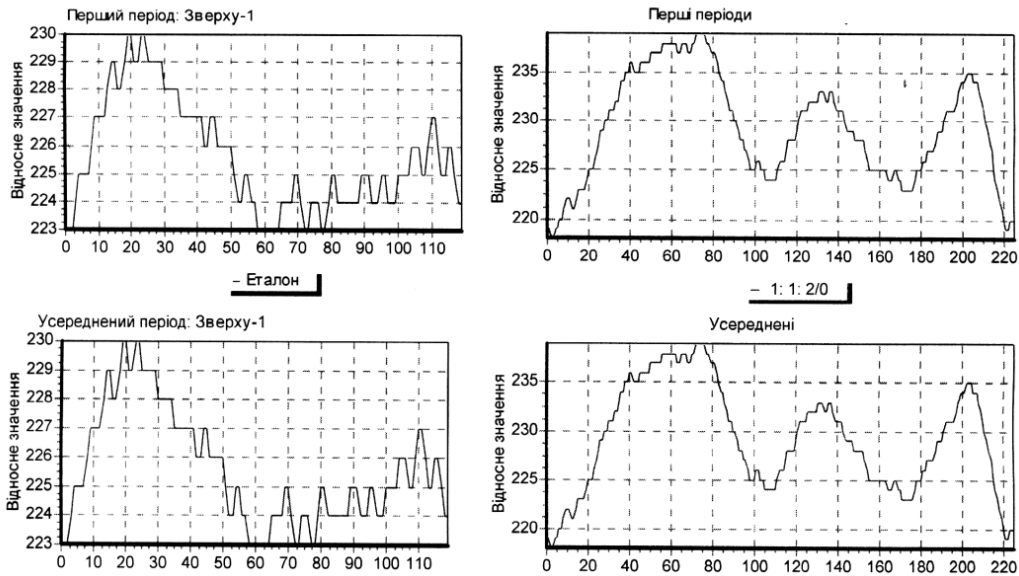 Перший період: Зверху-1
Відносне значення
230
229
228
227
226
225
224
223
0 10 20 30 40 50 60 70 80 90 100 110
– Еталон
Перші періоди
Відносне значення
235
230
225
220
0 20 40 60 80 100 120 140 160 180 200 220
– 1: 1: 2/0
Усереднений період: Зверху-1
Відносне значення
230
229
228
227
226
225
224
223
0 10 20 30 40 50 60 70 80 90 100 110
Усереднені
Відносне значення
235
230
225
220
0 20 40 60 80 100 120 140 160 180 200 220